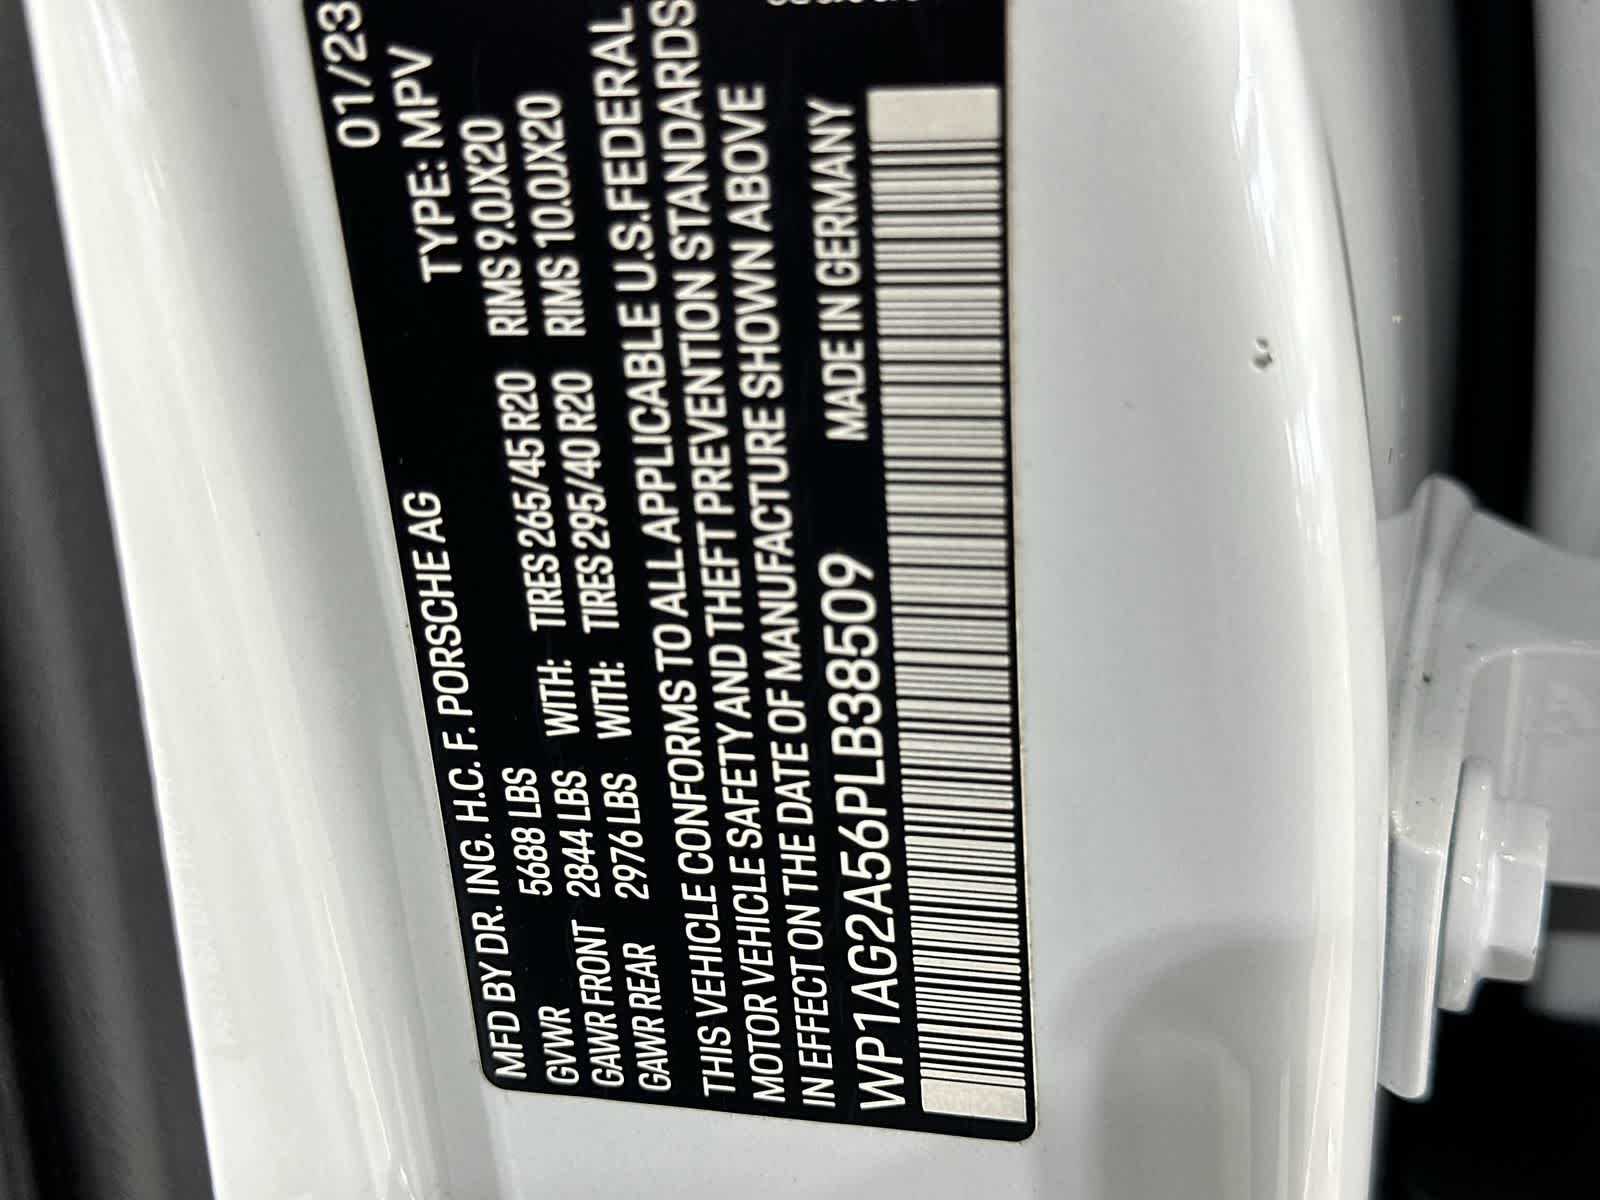 MFD BY DR. ING. H.C. F. PORSCHE AG 01/23
TYPE: MPV
GVWR 5688 LBS WITH: TIRES 265/45 R20 RIMS 9.0JX20
GAWR FRONT 2844 LBS WITH: TIRES 295/40 R20 RIMS 10.0JX20
GAWR REAR 2976 LBS
THIS VEHICLE CONFORMS TO ALL APPLICABLE U.S. FEDERAL
MOTOR VEHICLE SAFETY AND THEFT PREVENTION STANDARDS
IN EFFECT ON THE DATE OF MANUFACTURE SHOWN ABOVE
WP1AG2A56PLB38509 MADE IN GERMANY